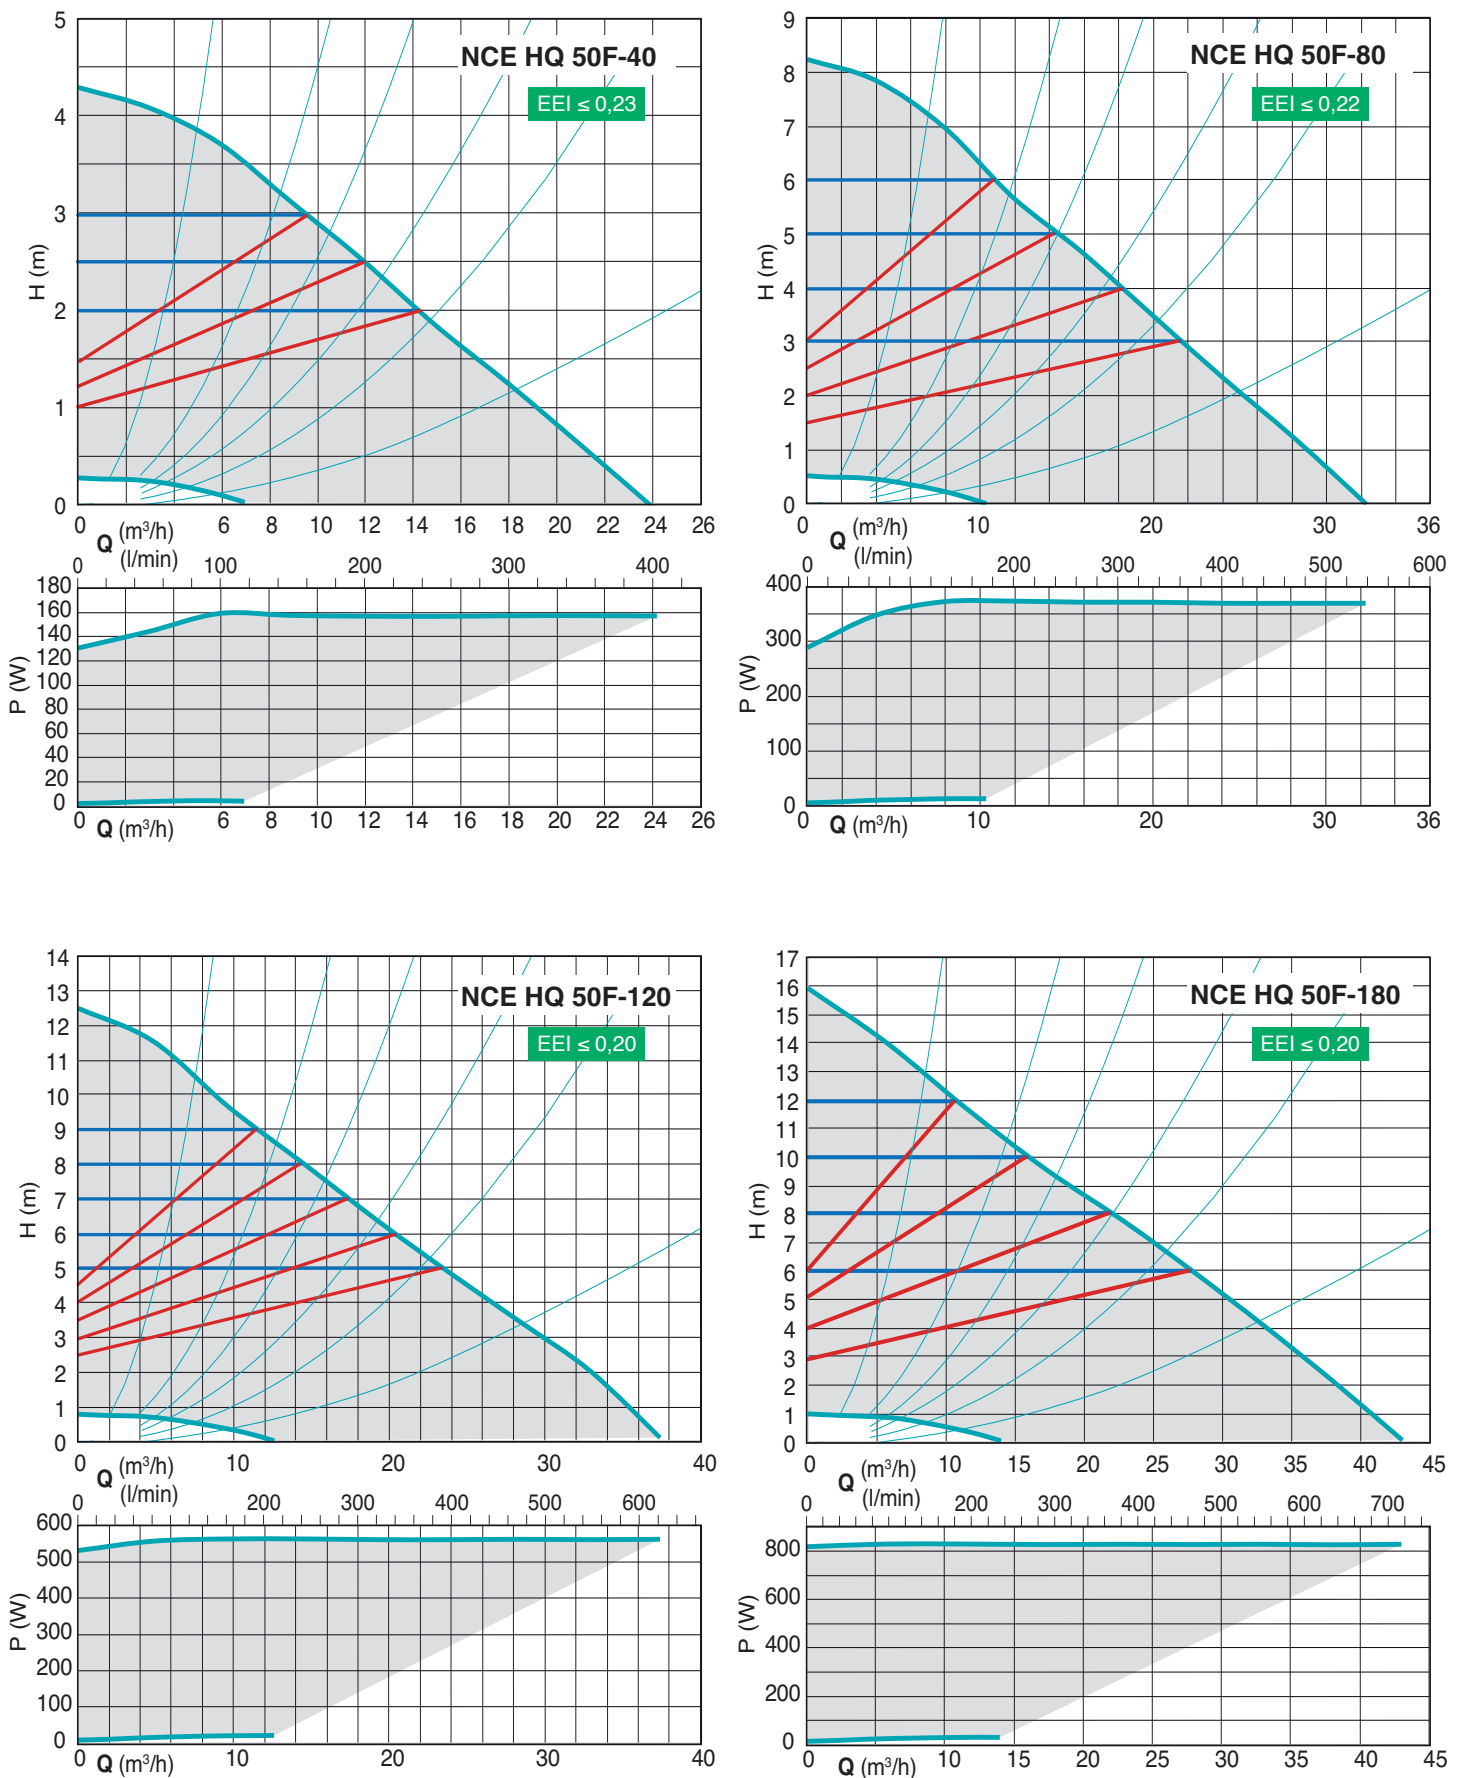 NCE HQ 50F-40
EEI ≤ 0,23
H (m)
5
4
3
2
1
0
0 6 8 10 12 14 16 18 20 22 24 26
Q (m³/h)
(l/min)
0 100 200 300 400
P (W)
180
160
140
120
100
80
60
40
20
0
0 Q (m³/h) 6 8 10 12 14 16 18 20 22 24 26
NCE HQ 50F-80
EEI ≤ 0,22
H (m)
9
8
7
6
5
4
3
2
1
0
0 10 20 30 36
Q (m³/h)
(l/min)
0 200 300 400 500 600
P (W)
400
300
200
100
0
0 Q (m³/h) 10 20 30 36
NCE HQ 50F-120
EEI ≤ 0,20
H (m)
14
13
12
11
10
9
8
7
6
5
4
3
2
1
0
0 10 20 30 40
Q (m³/h)
(l/min)
0 200 300 400 500 600
P (W)
600
500
400
300
200
100
0
0 Q (m³/h) 10 20 30 40
NCE HQ 50F-180
EEI ≤ 0,20
H (m)
17
16
15
14
13
12
11
10
9
8
7
6
5
4
3
2
1
0
0 10 15 20 25 30 35 40 45
Q (m³/h)
(l/min)
0 200 300 400 500 600 700
P (W)
800
600
400
200
0
0 Q (m³/h) 15 20 25 30 35 40 45